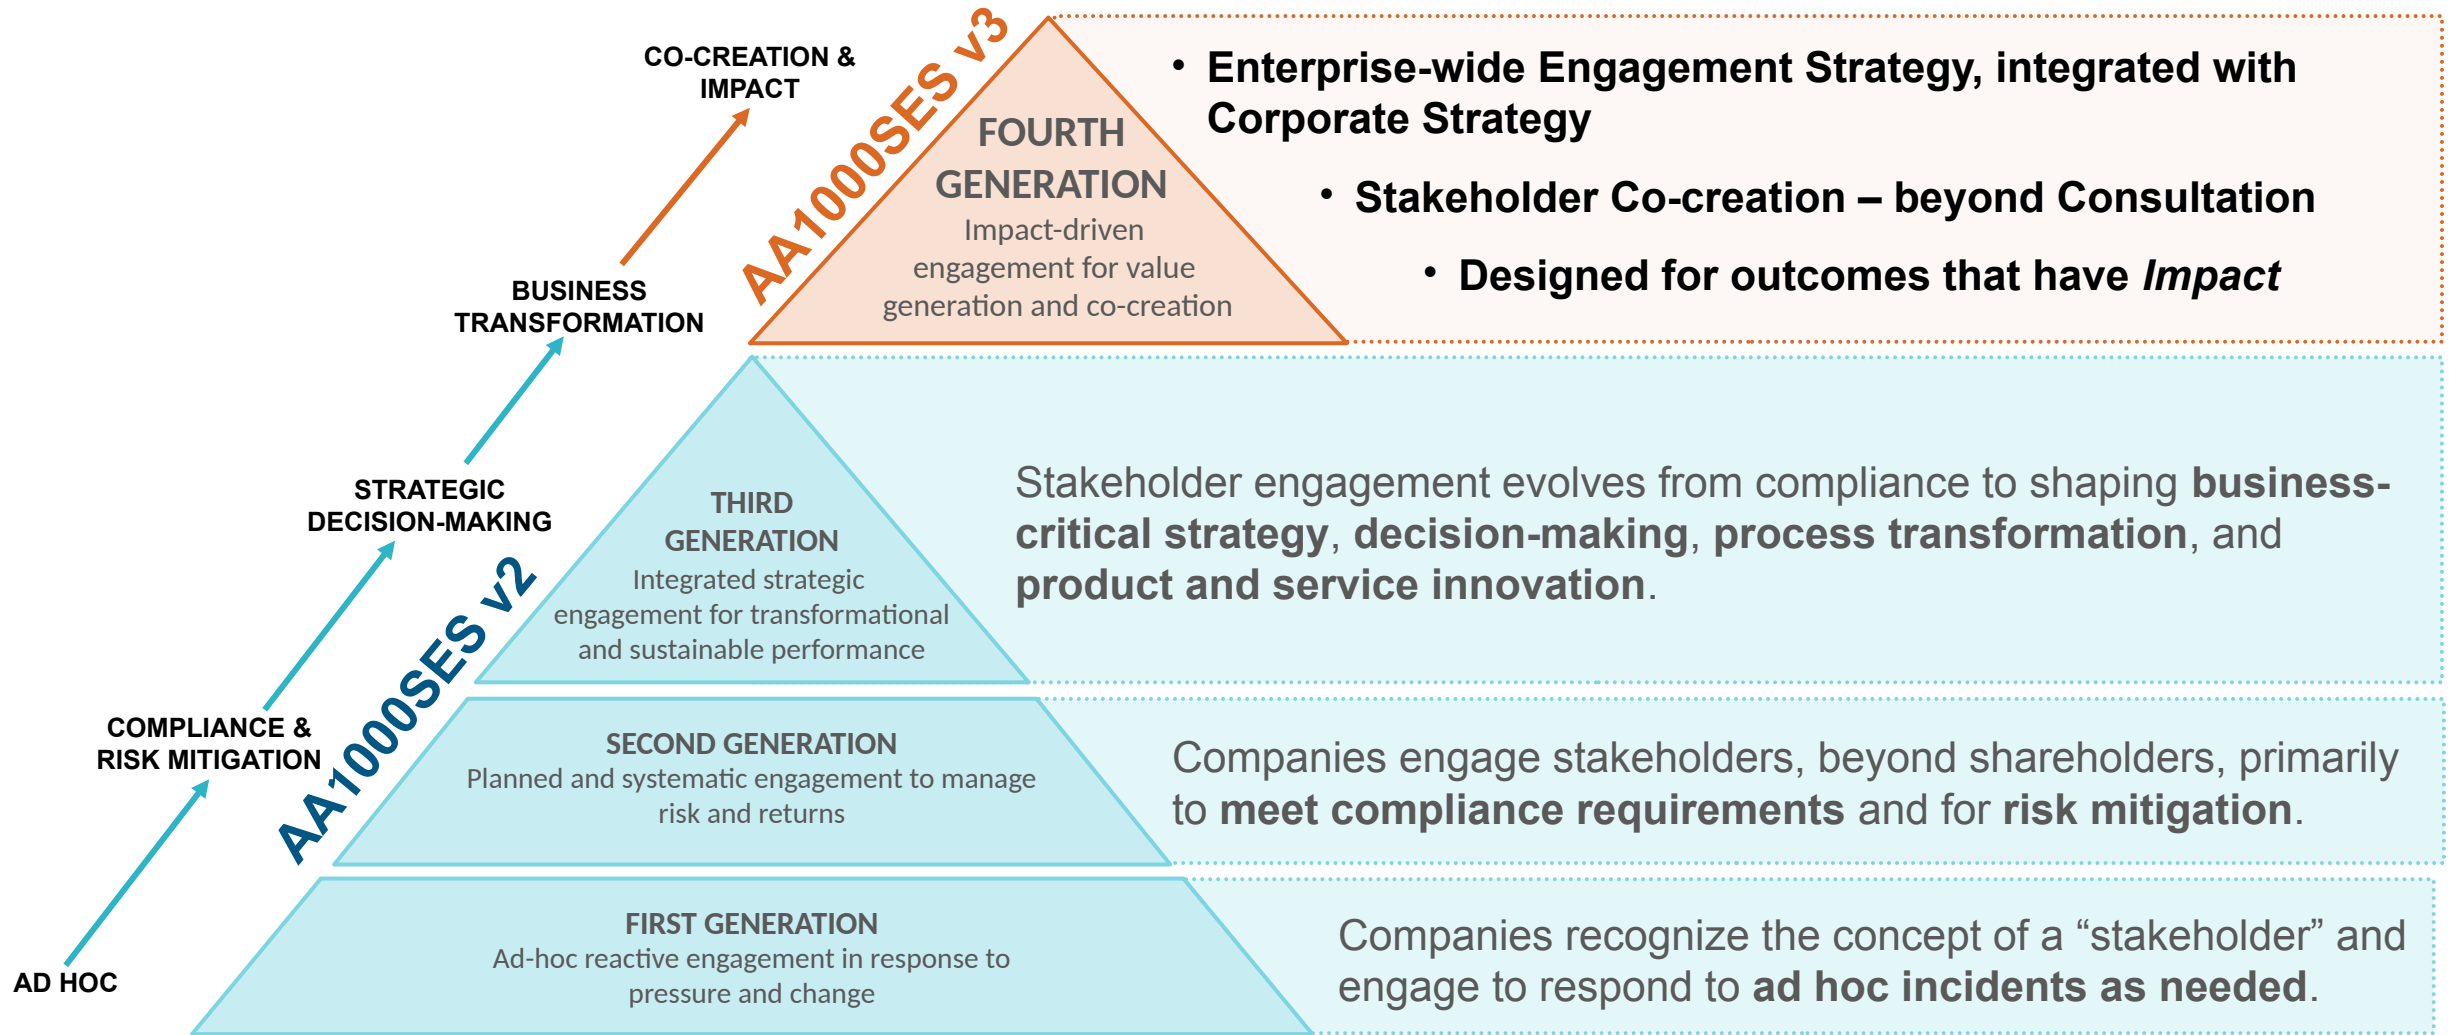 CO-CREATION &
IMPACT
AA1000SES v3
FOURTH
GENERATION
Impact-driven
engagement for value
generation and co-creation
• Enterprise-wide Engagement Strategy, integrated with
Corporate Strategy
• Stakeholder Co-creation – beyond Consultation
• Designed for outcomes that have Impact
BUSINESS
TRANSFORMATION
STRATEGIC
DECISION-MAKING
THIRD
GENERATION
Integrated strategic
engagement for transformational
and sustainable performance
Stakeholder engagement evolves from compliance to shaping business-
critical strategy, decision-making, process transformation, and
product and service innovation.
AA1000SES v2
COMPLIANCE &
RISK MITIGATION
SECOND GENERATION
Planned and systematic engagement to manage
risk and returns
Companies engage stakeholders, beyond shareholders, primarily
to meet compliance requirements and for risk mitigation.
AD HOC
FIRST GENERATION
Ad-hoc reactive engagement in response to
pressure and change
Companies recognize the concept of a “stakeholder” and
engage to respond to ad hoc incidents as needed.